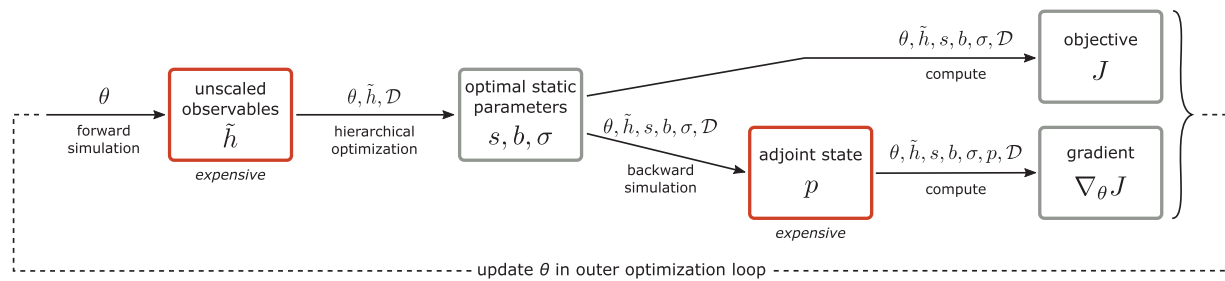 θ
forward
simulation
unscaled
observables
h̃
expensive
θ, h̃, 𝒟
hierarchical
optimization
optimal static
parameters
s, b, σ
θ, h̃, s, b, σ, 𝒟
compute
objective
J
θ, h̃, s, b, σ, 𝒟
backward
simulation
adjoint state
p
expensive
θ, h̃, s, b, σ, p, 𝒟
compute
gradient
∇θJ
update θ in outer optimization loop